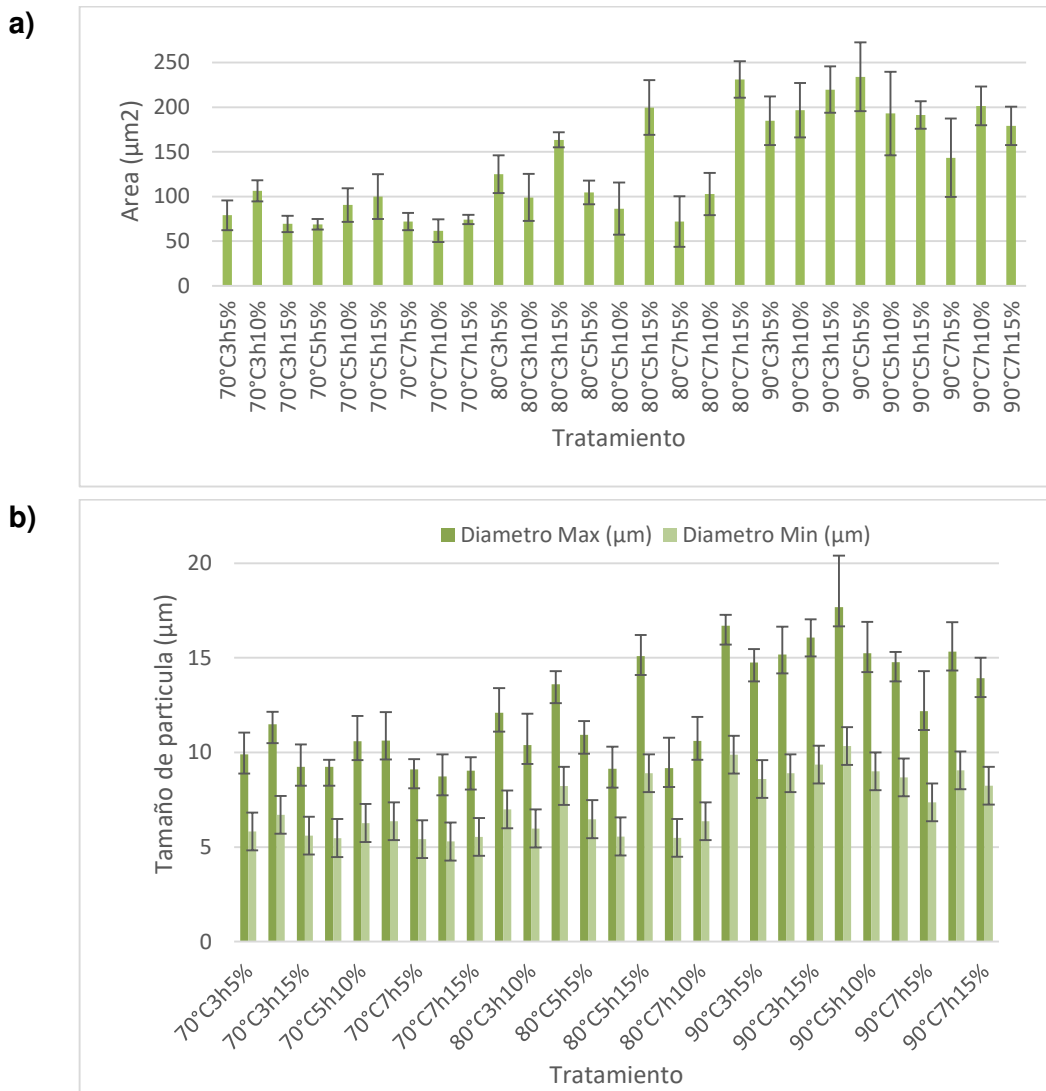 a)
250
200
150
100
50
0
Area (µm2)
70°C3h5%
70°C3h10%
70°C3h15%
70°C5h5%
70°C5h10%
70°C5h15%
70°C7h5%
70°C7h10%
70°C7h15%
80°C3h5%
80°C3h10%
80°C3h15%
80°C5h5%
80°C5h10%
80°C5h15%
80°C7h5%
80°C7h10%
80°C7h15%
90°C3h5%
90°C3h10%
90°C3h15%
90°C5h5%
90°C5h10%
90°C5h15%
90°C7h5%
90°C7h10%
90°C7h15%
Tratamiento
b)
Diametro Max (µm) Diametro Min (µm)
20
15
10
5
0
Tamaño de particula (µm)
70°C3h5%
70°C3h15%
70°C5h10%
70°C7h5%
70°C7h15%
80°C3h10%
80°C5h5%
80°C5h15%
80°C7h10%
90°C3h5%
90°C3h15%
90°C5h10%
90°C7h5%
90°C7h15%
Tratamiento